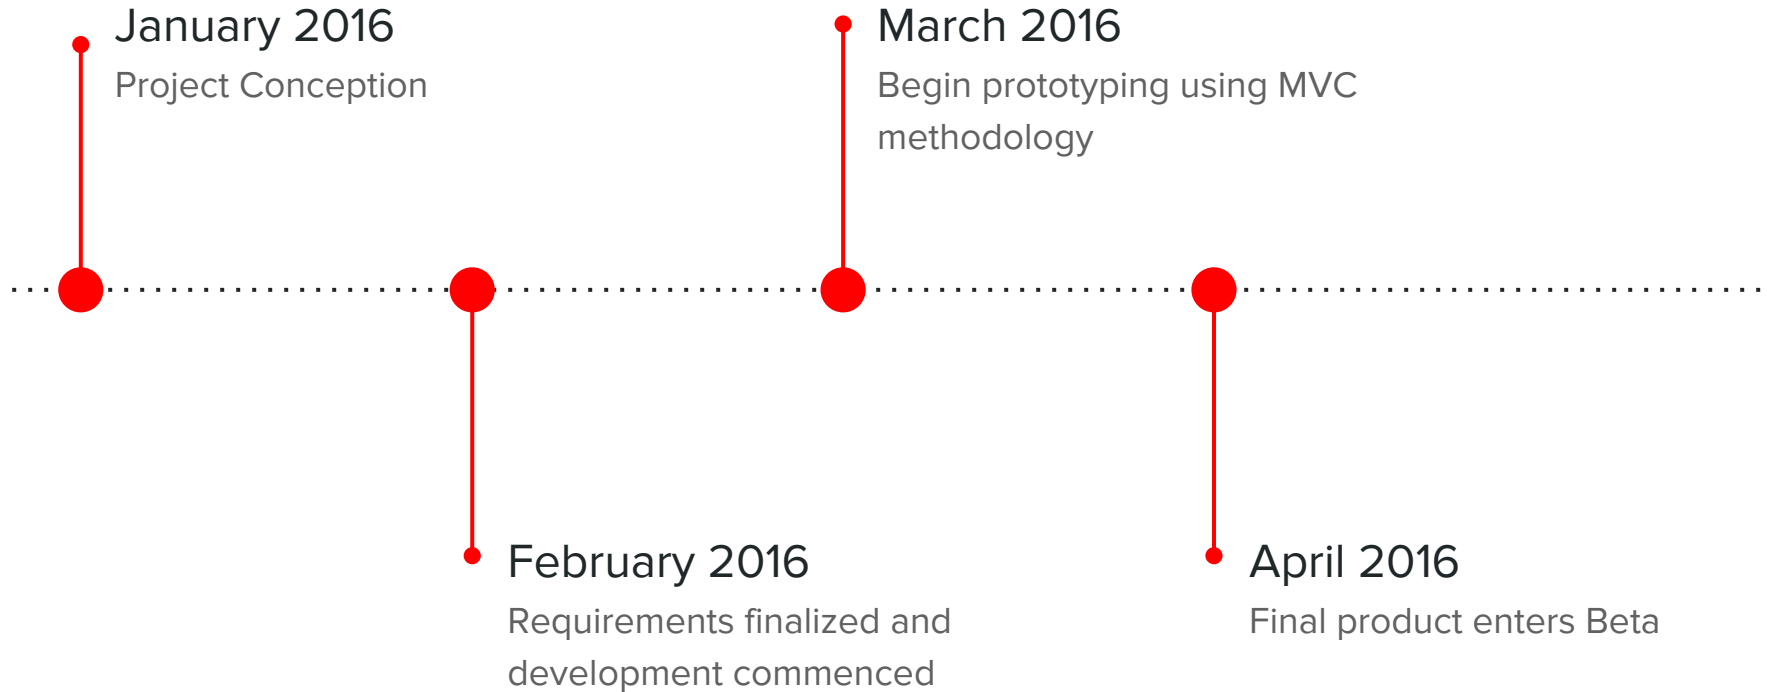 January 2016
Project Conception
February 2016
Requirements finalized and
development commenced
March 2016
Begin prototyping using MVC
methodology
April 2016
Final product enters Beta